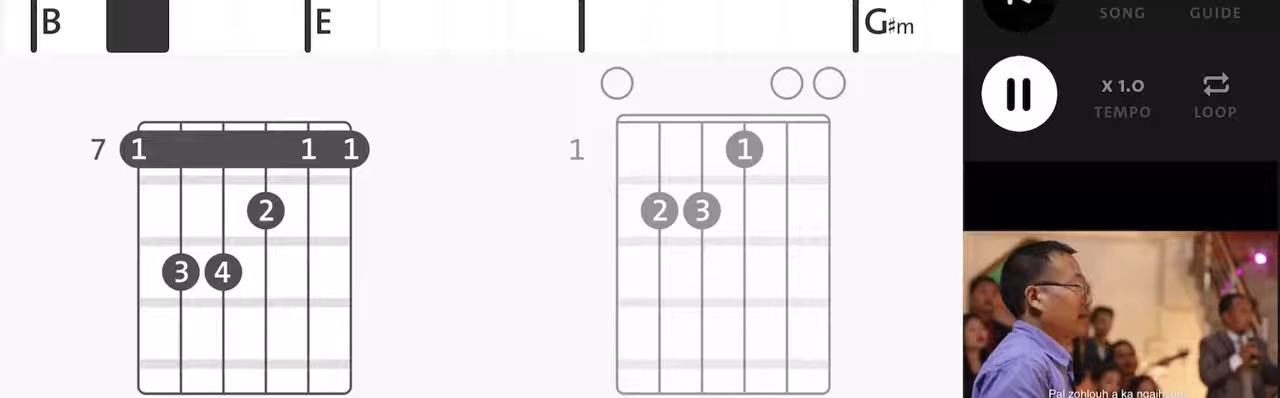 B
E
G#m
SONG GUIDE
X 1.0
TEMPO LOOP
7 1 1 1
2
3 4
1 1
2 3
Pal zohlouh a ka